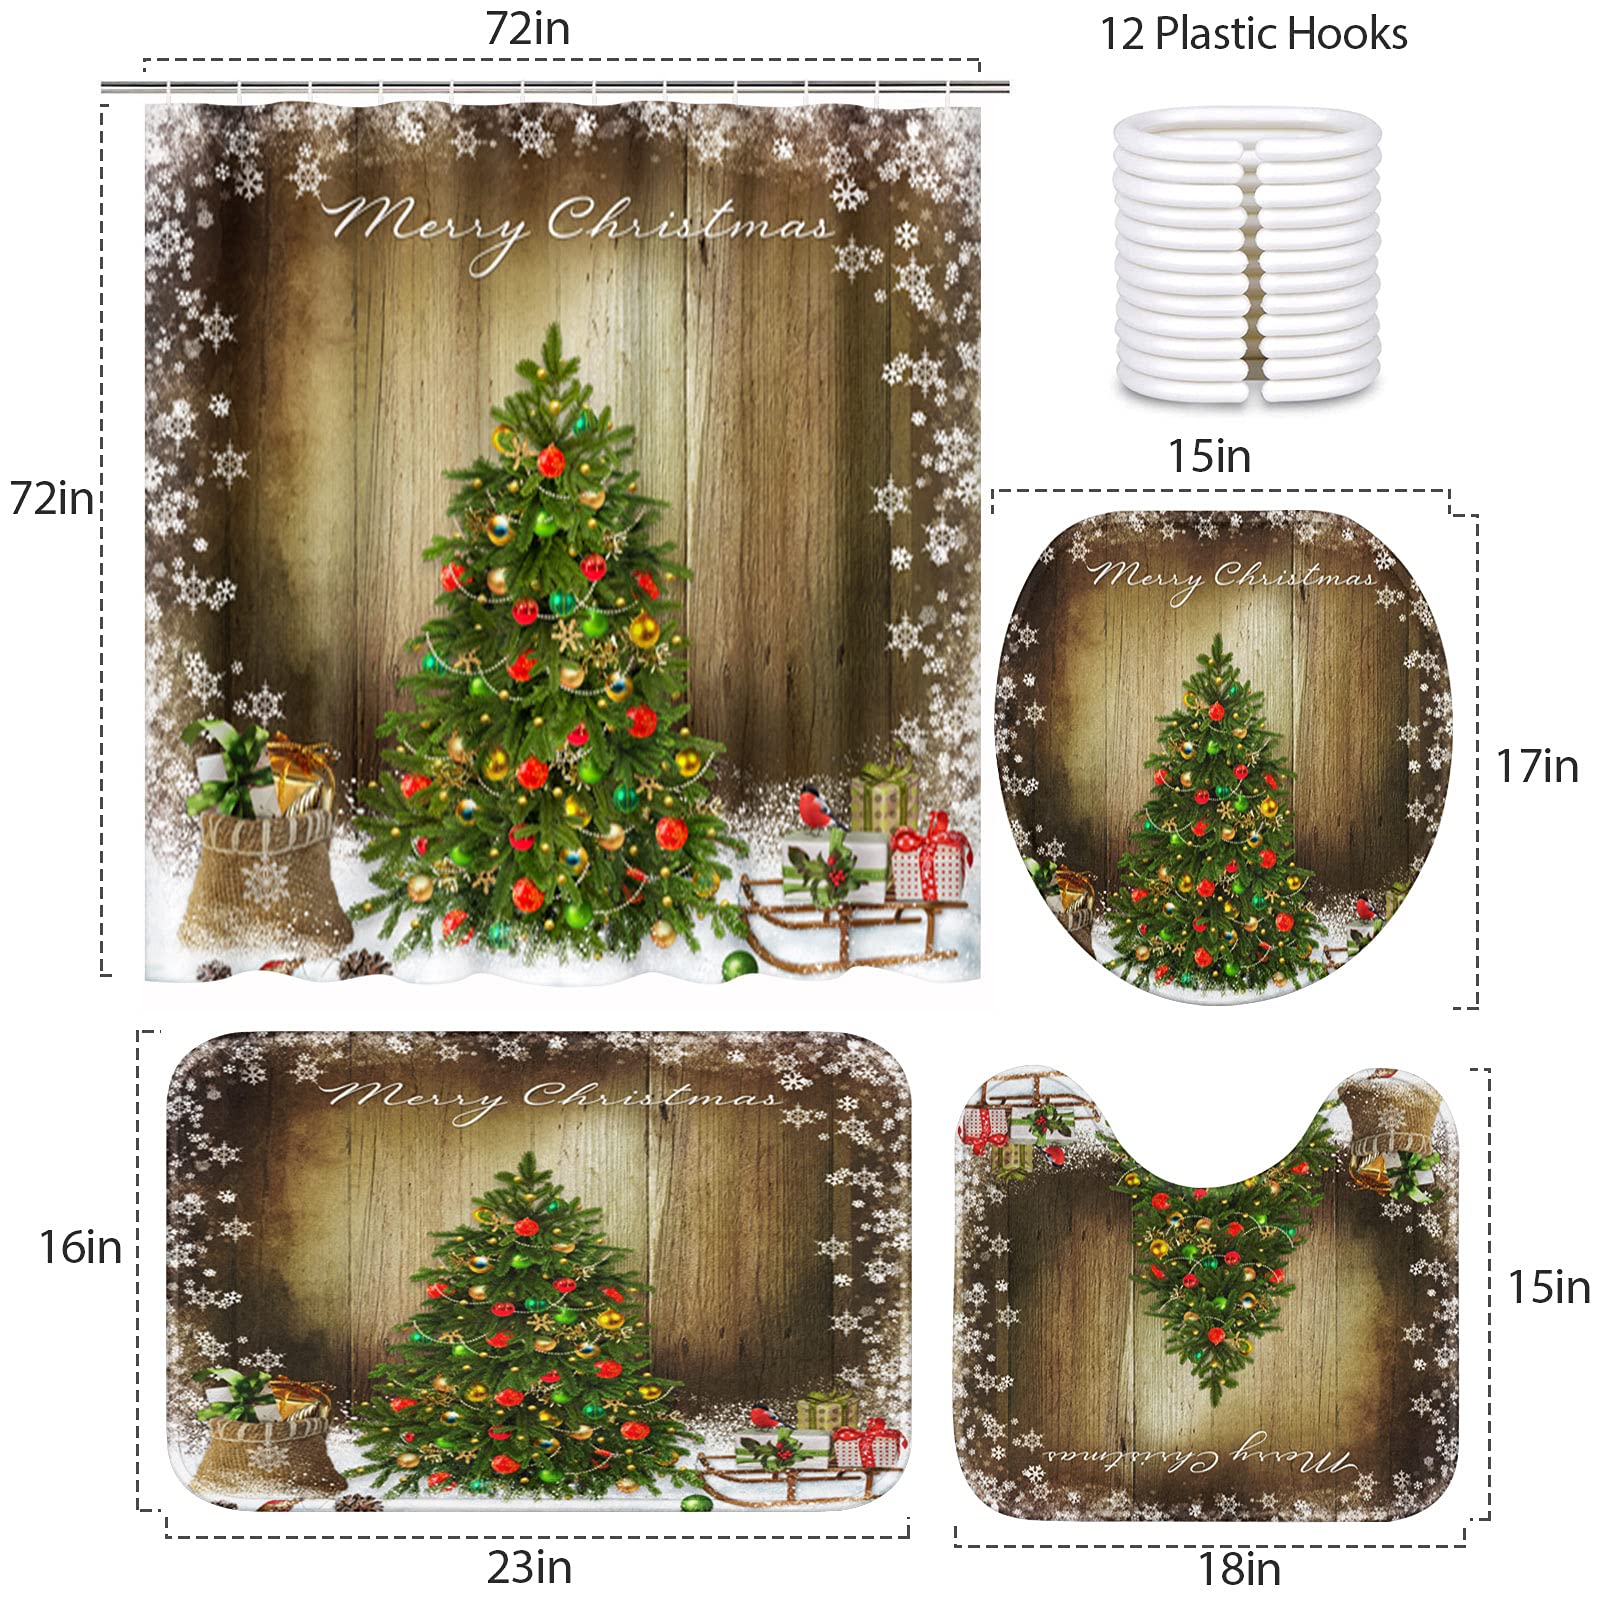 72in
12 Plastic Hooks
Merry Christmas
72in
15in
Merry Christmas
17in
Merry Christmas
16in
15in
Merry Christmas
23in
18in